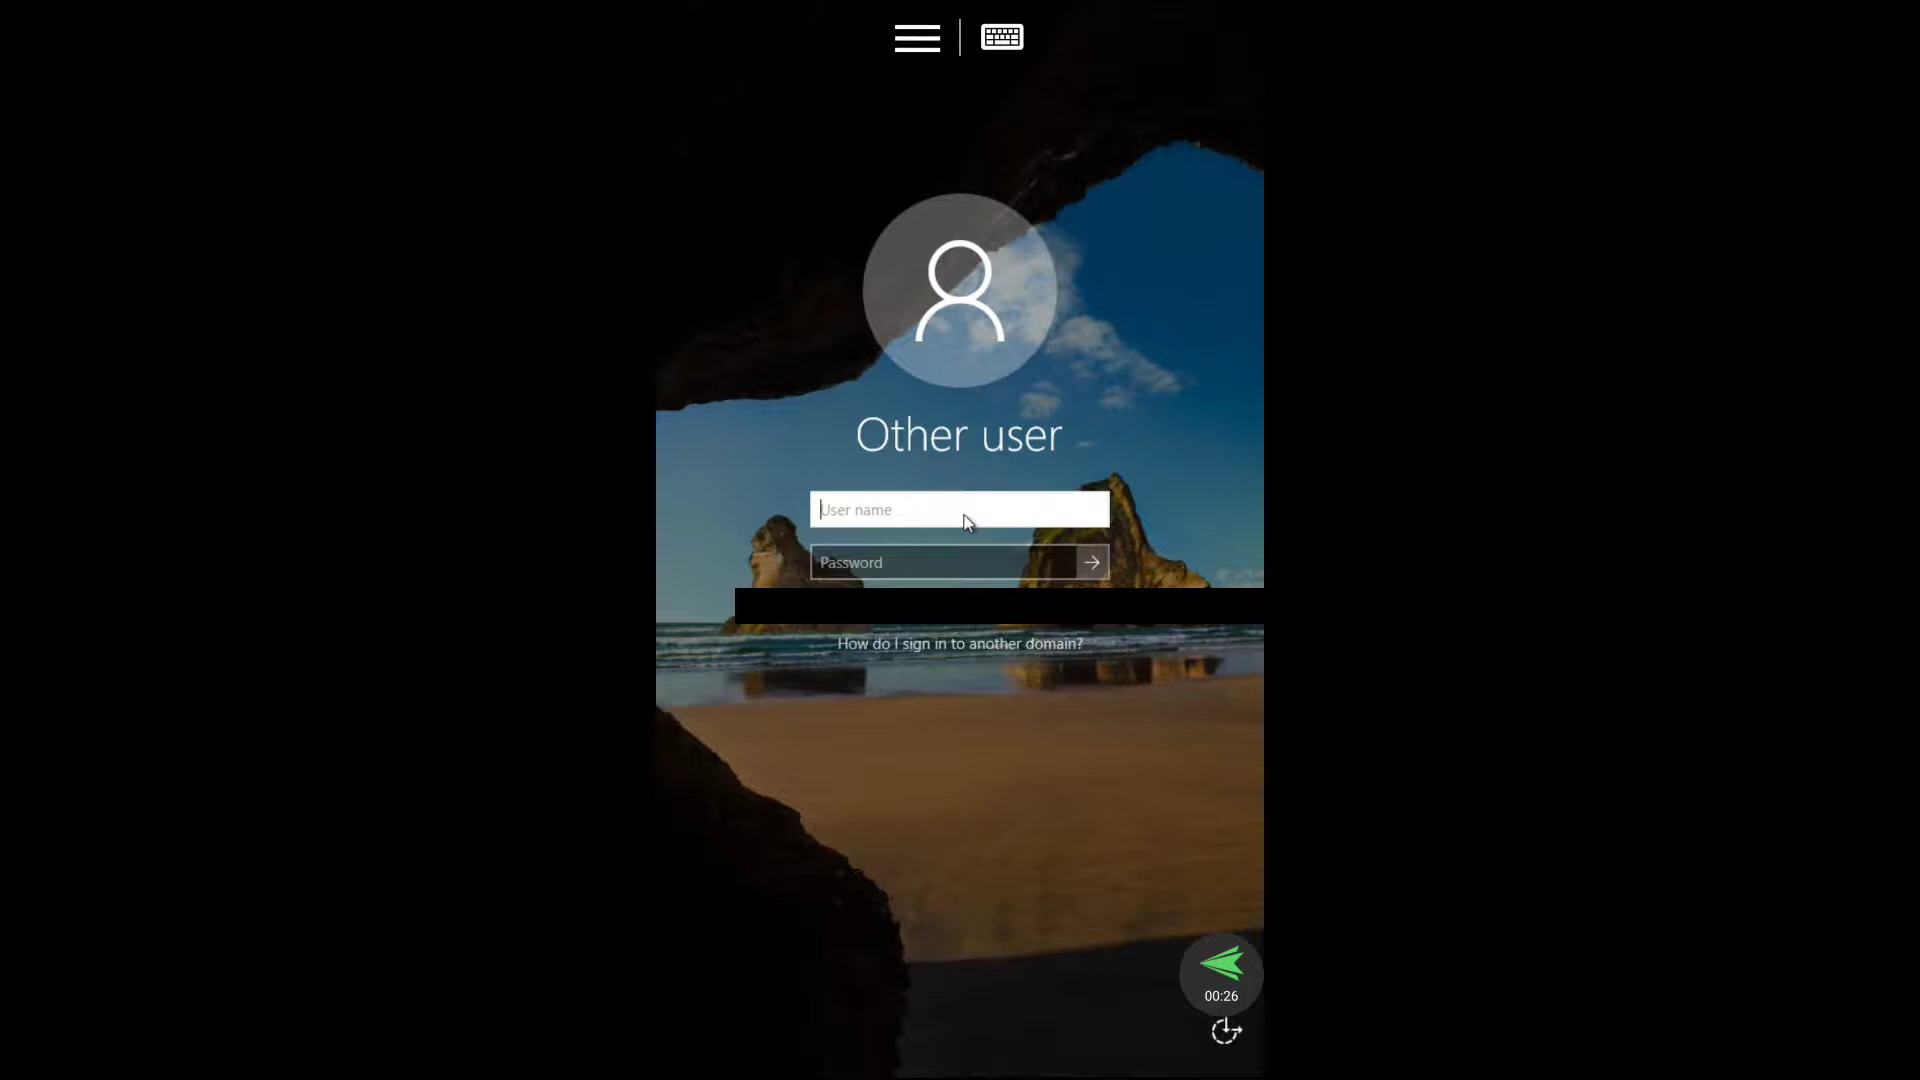 Other user
User name
Password
How do I sign in to another domain?
00:26